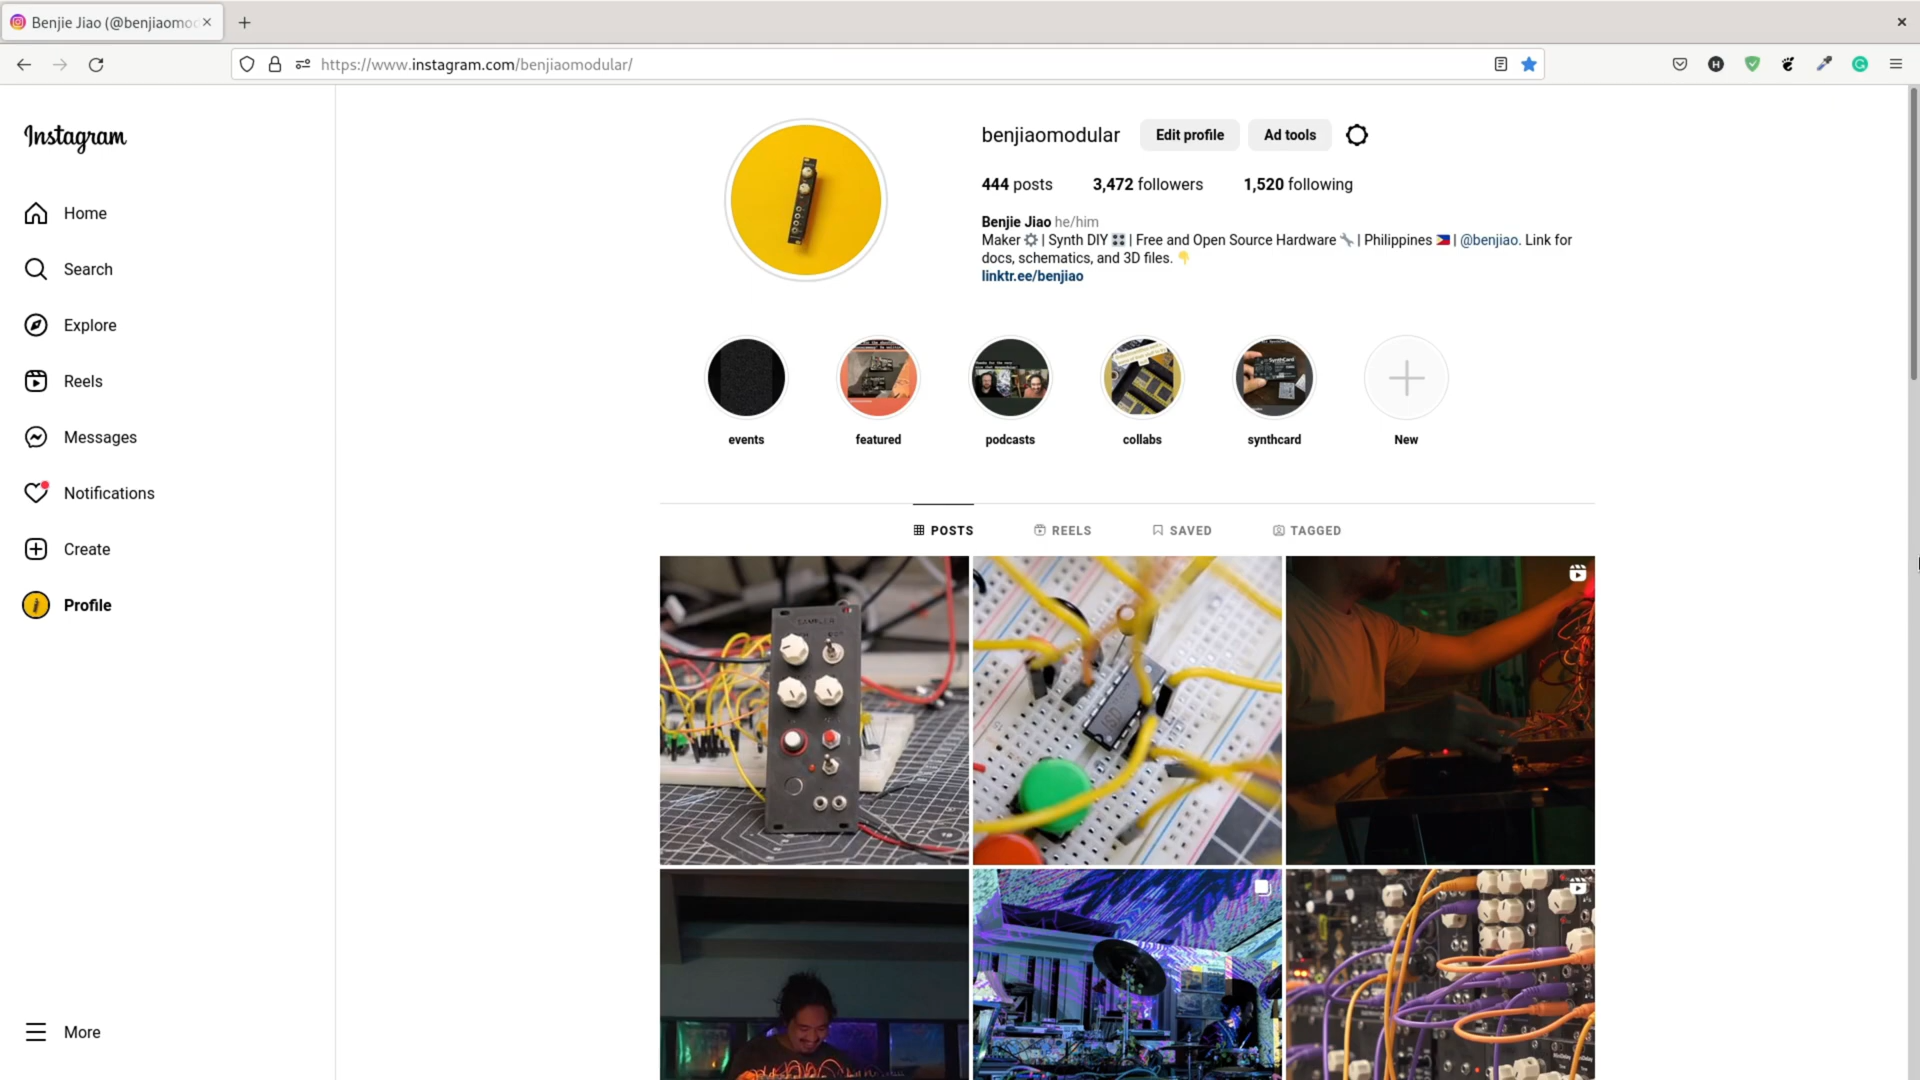 Benjie Jiao (@benjiaomod
https://www.instagram.com/benjiaomodular/
Instagram
Home
Search
Explore
Reels
Messages
Notifications
Create
Profile
More
benjiaomodular
Edit profile
Ad tools
444 posts
3,472 followers
1,520 following
Benjie Jiao he/him
Maker ⚙️ | Synth DIY 🎛️ | Free and Open Source Hardware 🔧 | Philippines 🇵🇭 | @benjiao. Link for
docs, schematics, and 3D files. 👇
linktr.ee/benjiao
events
featured
podcasts
collabs
synthcard
New
POSTS
REELS
SAVED
TAGGED
SAMPLER